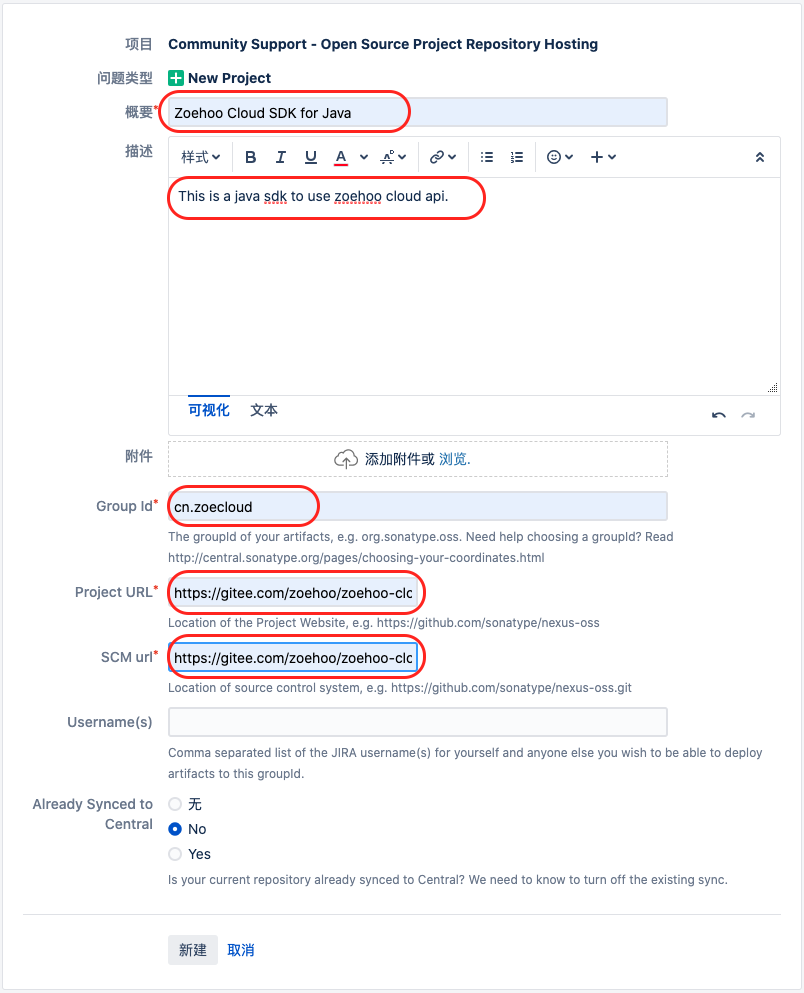 项目 Community Support - Open Source Project Repository Hosting
问题类型 New Project
概要* Zoehoo Cloud SDK for Java
描述 样式 B I U A
This is a java sdk to use zoehoo cloud api.
可视化 文本
附件 添加附件或 浏览.
Group Id* cn.zoecloud
The groupId of your artifacts, e.g. org.sonatype.oss. Need help choosing a groupId? Read
http://central.sonatype.org/pages/choosing-your-coordinates.html
Project URL* https://gitee.com/zoehoo/zoehoo-clo
Location of the Project Website, e.g. https://github.com/sonatype/nexus-oss
SCM url* https://gitee.com/zoehoo/zoehoo-clo
Location of source control system, e.g. https://github.com/sonatype/nexus-oss.git
Username(s)
Comma separated list of the JIRA username(s) for yourself and anyone else you wish to be able to deploy
artifacts to this groupId.
Already Synced to 无
Central No
Yes
Is your current repository already synced to Central? We need to know to turn off the existing sync.
新建 取消